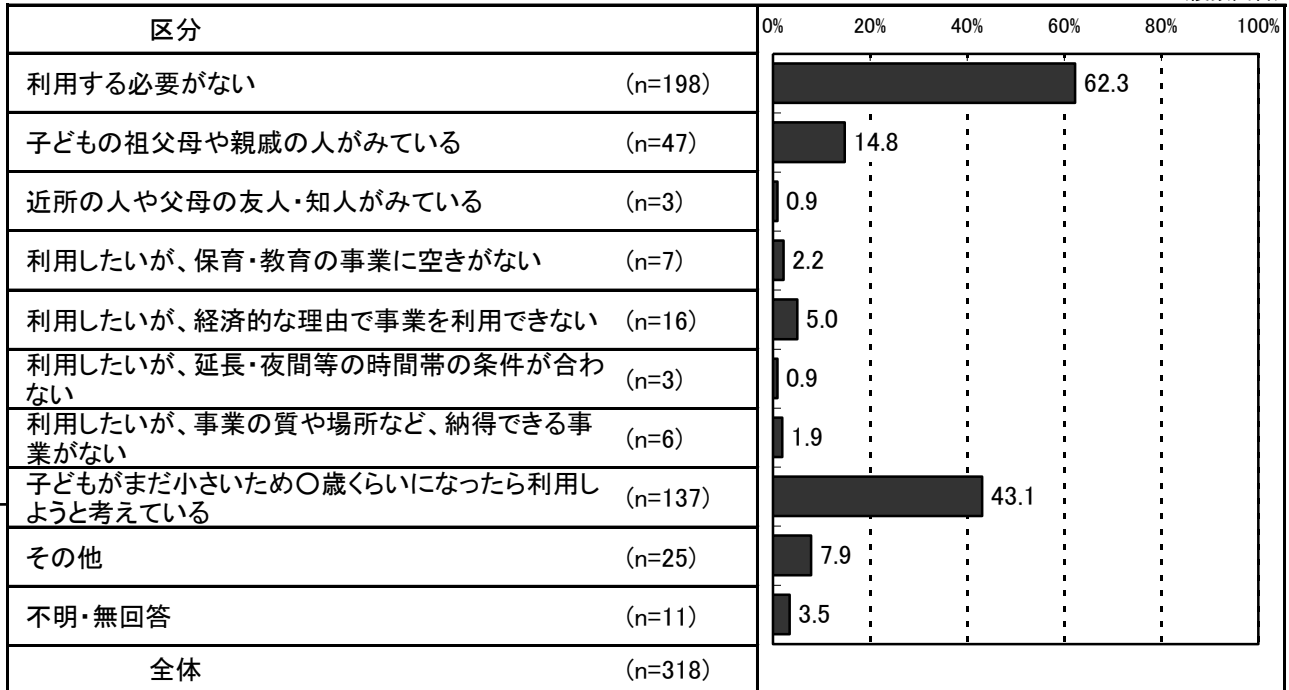 区分
0% 20% 40% 60% 80% 100%
利用する必要がない (n=198) 62.3
子どもの祖父母や親戚の人がみている (n=47) 14.8
近所の人や父母の友人・知人がみている (n=3) 0.9
利用したいが、保育・教育の事業に空きがない (n=7) 2.2
利用したいが、経済的な理由で事業を利用できない (n=16) 5.0
利用したいが、延長・夜間等の時間帯の条件が合わ
ない (n=3) 0.9
利用したいが、事業の質や場所など、納得できる事
業がない (n=6) 1.9
子どもがまだ小さいため〇歳くらいになったら利用し
ようと考えている (n=137) 43.1
その他 (n=25) 7.9
不明・無回答 (n=11) 3.5
全体 (n=318)